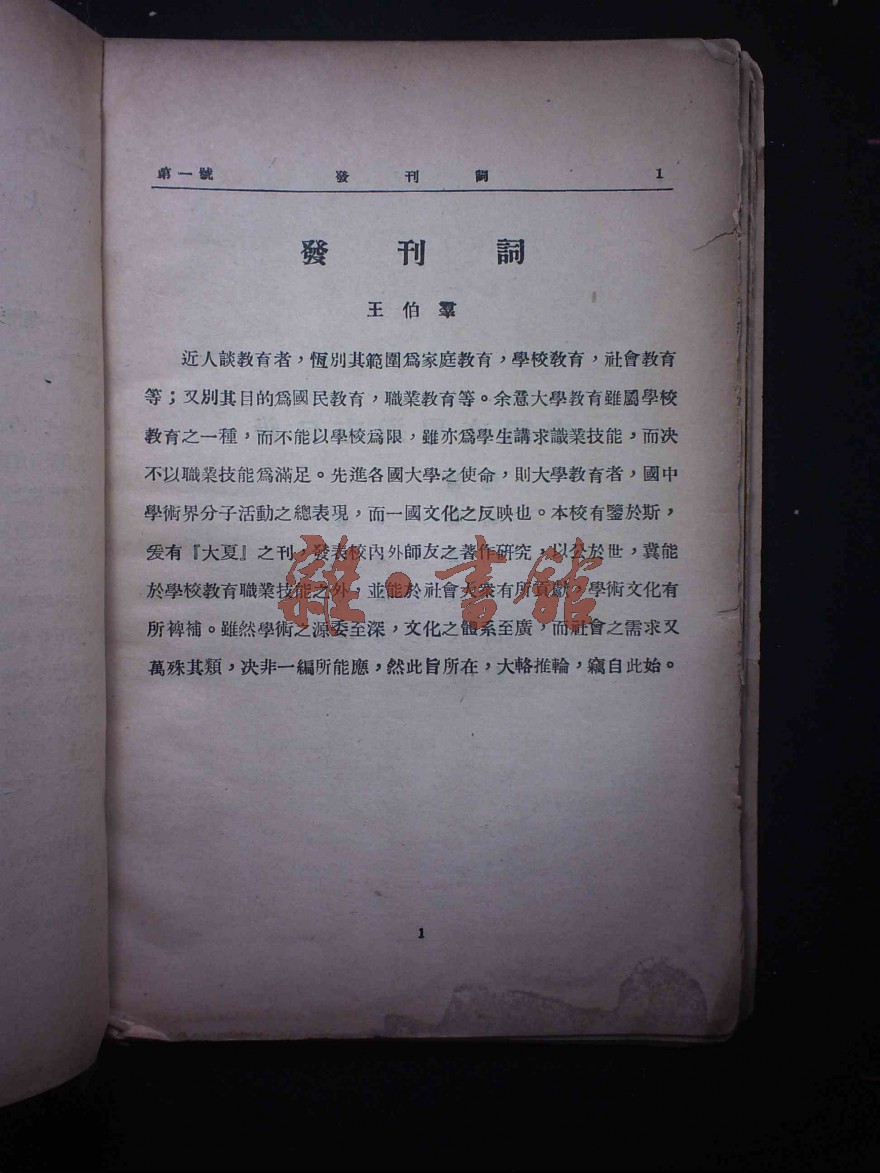 第一號 發刊詞 1
發刊詞
王伯羣
近人談教育者，恆別其範圍爲家庭教育，學校教育，社會教育
等；又別其目的爲國民教育，職業教育等。余意大學教育雖屬學校
教育之一種，而不能以學校爲限，雖亦爲學生講求識業技能，而决
不以職業技能爲滿足。先進各國大學之使命，則大學教育者，國中
學術界分子活動之總表現，而一國文化之反映也。本校有鑒於斯，
爰有『大夏』之刊，發表校內外師友之著作研究，以公於世，冀能
於學校教育職業技能之外，並能於社會大衆有所貢獻，學術文化有
所裨補。雖然學術之源委至深，文化之體系至廣，而社會之需求又
萬殊其類，决非一編所能應，然此旨所在，大輅推輪，竊自此始。
雜·書館
1